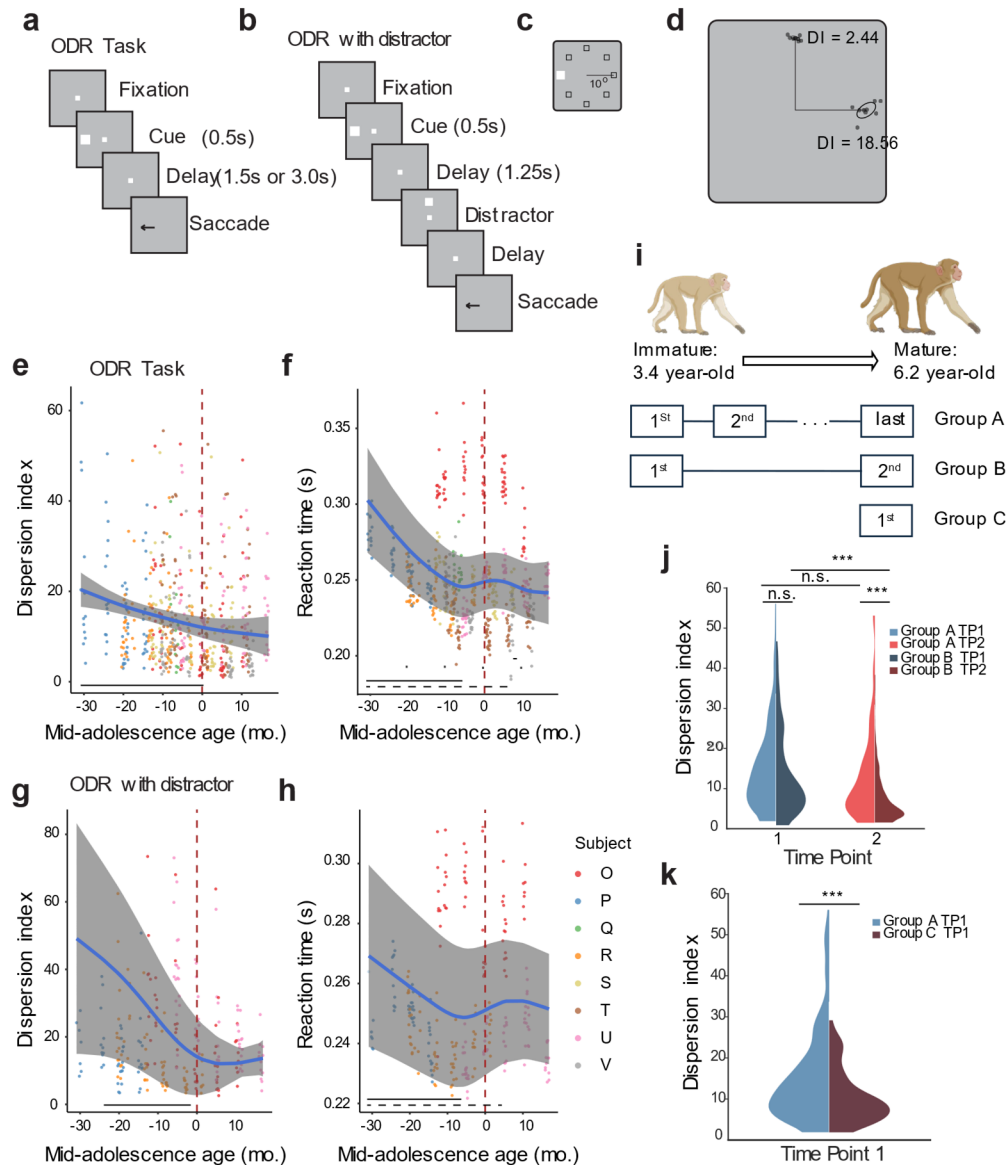 a
ODR Task
Fixation
Cue (0.5s)
Delay(1.5s or 3.0s)
Saccade
b
ODR with distractor
Fixation
Cue (0.5s)
Delay (1.25s)
Distractor
Delay
Saccade
c
10°
d
DI = 2.44
DI = 18.56
i
Immature:
3.4 year-old
Mature:
6.2 year-old
1St 2nd . . . last Group A
1st 2nd Group B
1st Group C
e
ODR Task
Dispersion index
60
40
20
0
-30 -20 -10 0 10
Mid-adolescence age (mo.)
f
Reaction time (s)
0.35
0.30
0.25
0.20
-30 -20 -10 0 10
Mid-adolescence age (mo.)
g
ODR with distractor
Dispersion index
80
60
40
20
0
-30 -20 -10 0 10
Mid-adolescence age (mo.)
h
Reaction time (s)
0.30
0.28
0.26
0.24
0.22
-30 -20 -10 0 10
Mid-adolescence age (mo.)
Subject
O
P
Q
R
S
T
U
V
j
***
n.s.
n.s. ***
Dispersion index
60
50
40
30
20
10
0
Group A TP1
Group A TP2
Group B TP1
Group B TP2
1 2
Time Point
k
***
Dispersion index
60
50
40
30
20
10
0
Group A TP1
Group C TP1
Time Point 1